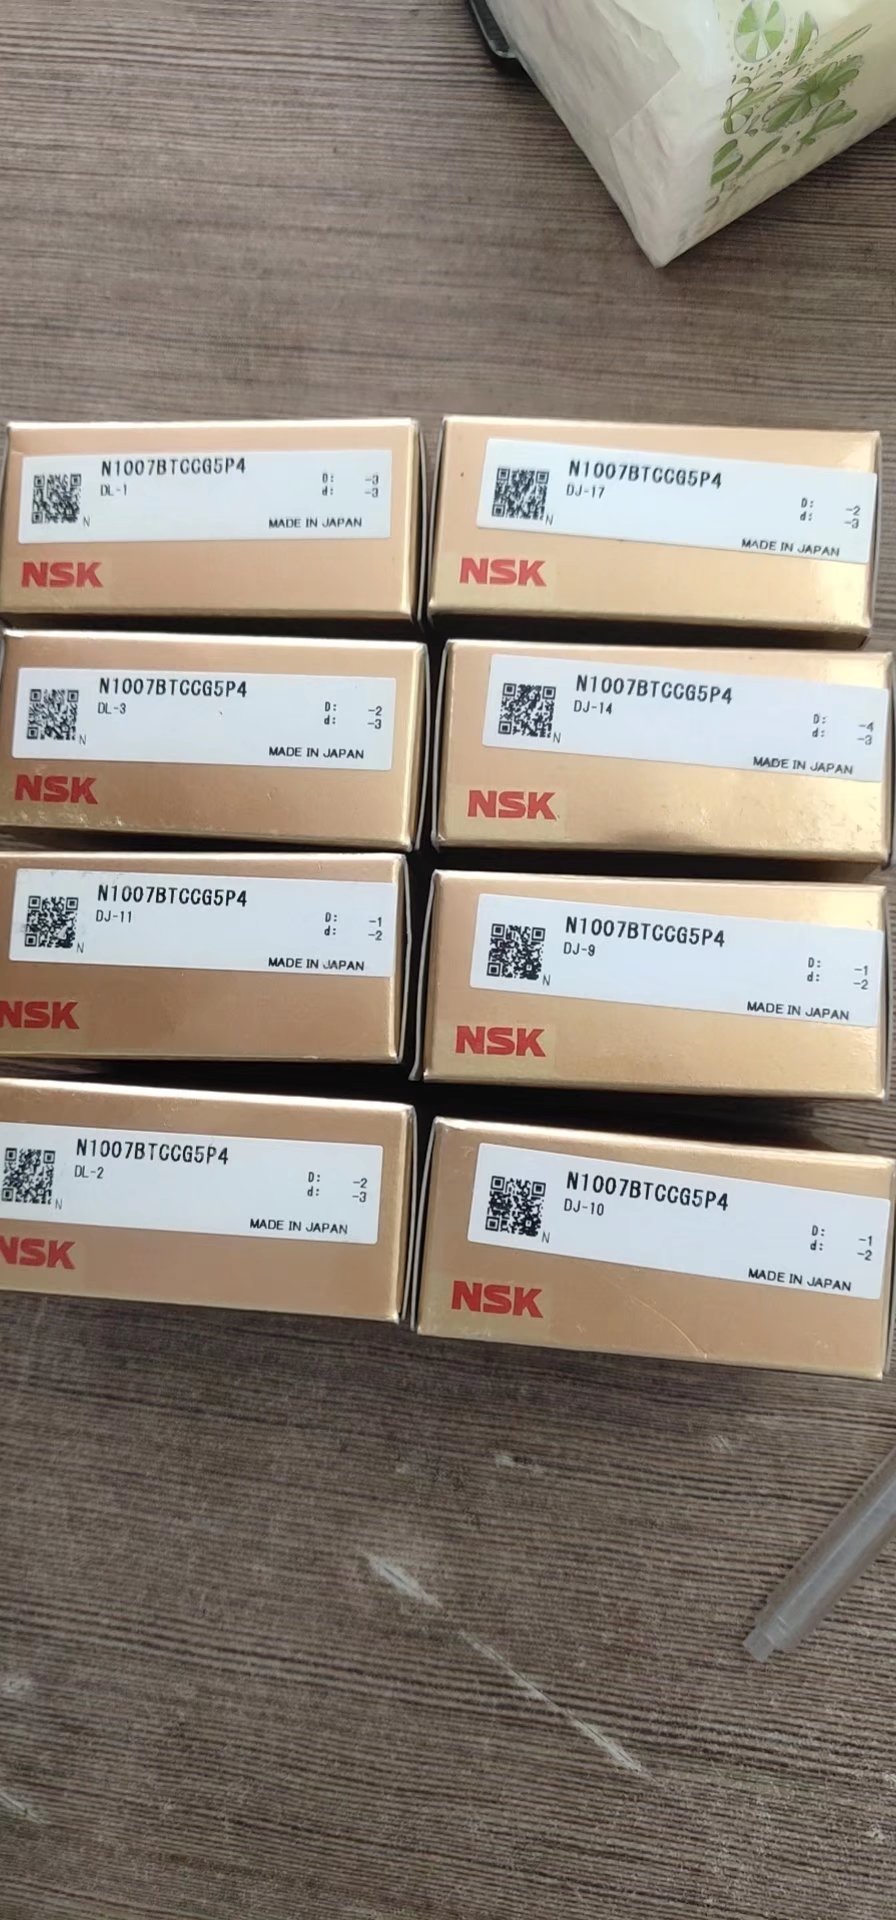 N1007BTCCG5P4
DL-1
D: -3
d: -3
N
MADE IN JAPAN
NSK
N1007BTCCG5P4
DJ-17
D: -2
d: -3
N
MADE IN JAPAN
NSK
N1007BTCCG5P4
DL-3
D: -2
d: -3
N
MADE IN JAPAN
NSK
N1007BTCCG5P4
DJ-14
D: -4
d: -3
N
MADE IN JAPAN
NSK
N1007BTCCG5P4
DJ-11
D: -1
d: -2
N
MADE IN JAPAN
NSK
N1007BTCCG5P4
DJ-9
D: -1
d: -2
N
MADE IN JAPAN
NSK
N1007BTCCG5P4
DL-2
D: -2
d: -3
N
MADE IN JAPAN
NSK
N1007BTCCG5P4
DJ-10
D: -1
d: -2
N
MADE IN JAPAN
NSK